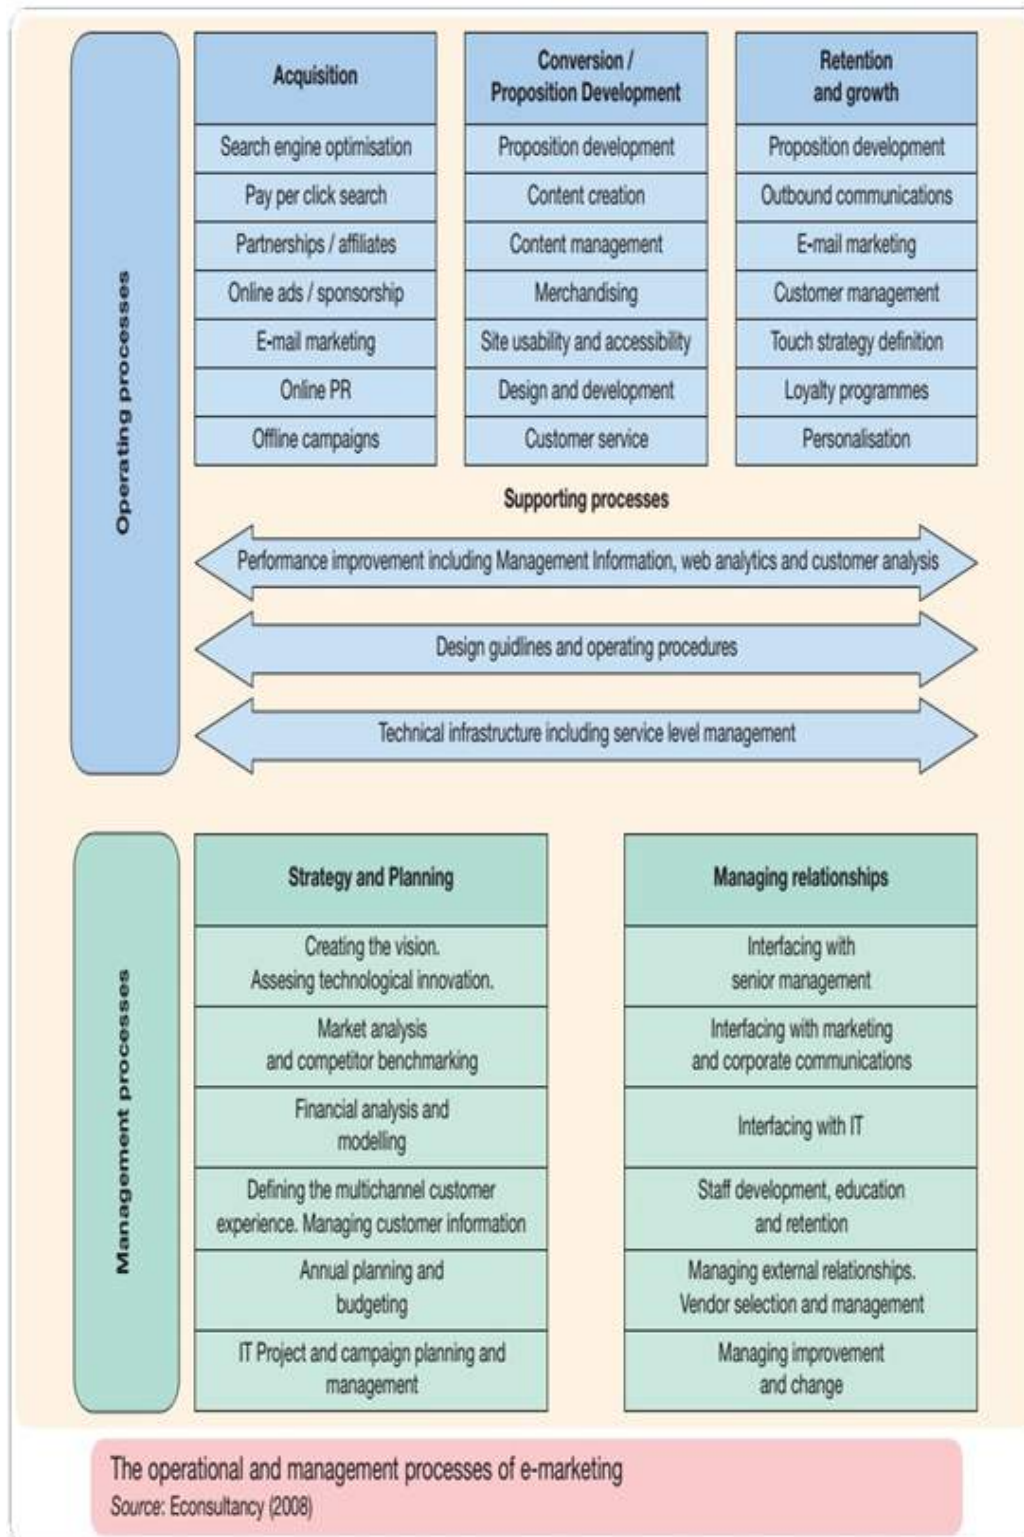 Operating processes
Acquisition
Search engine optimisation
Pay per click search
Partnerships / affiliates
Online ads / sponsorship
E-mail marketing
Online PR
Offline campaigns
Conversion /
Proposition Development
Proposition development
Content creation
Content management
Merchandising
Site usability and accessibility
Design and development
Customer service
Retention
and growth
Proposition development
Outbound communications
E-mail marketing
Customer management
Touch strategy definition
Loyalty programmes
Personalisation
Supporting processes
Performance improvement including Management Information, web analytics and customer analysis
Design guidlines and operating procedures
Technical infrastructure including service level management
Management processes
Strategy and Planning
Creating the vision.
Assesing technological innovation.
Market analysis
and competitor benchmarking
Financial analysis and
modelling
Defining the multichannel customer
experience. Managing customer information
Annual planning and
budgeting
IT Project and campaign planning and
management
Managing relationships
Interfacing with
senior management
Interfacing with marketing
and corporate communications
Interfacing with IT
Staff development, education
and retention
Managing external relationships.
Vendor selection and management
Managing improvement
and change
The operational and management processes of e-marketing
Source: Econsultancy (2008)